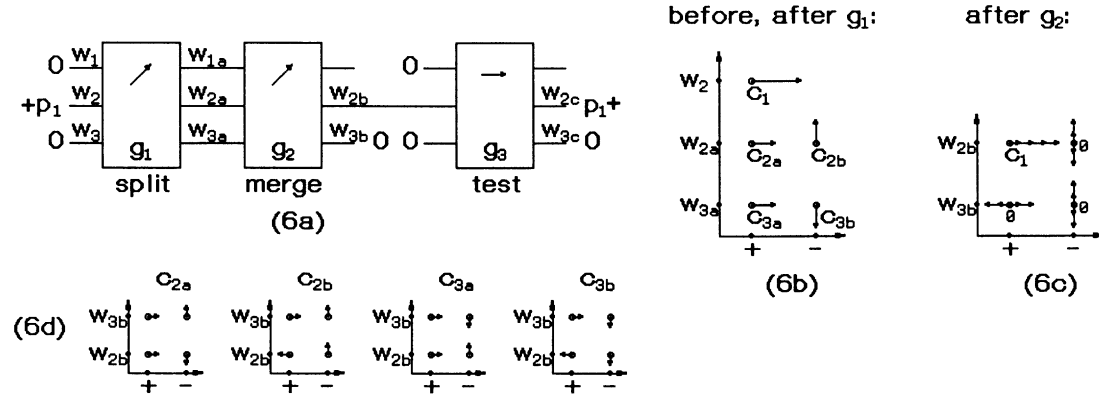 before, after g₁:
after g₂:
0 W₁ W₁ₐ 0
+p₁ W₂ W₂ₐ W₂b W₂c p₁+
0 W₃ W₃ₐ W₃b 0 0 W₃c 0
g₁ g₂ g₃
split merge test
(6a)
W₂ C₁
W₂ₐ C₂ₐ C₂b
W₃ₐ C₃ₐ C₃b
+ −
(6b)
W₂b C₁ 0
W₃b 0 0
+ −
(6c)
(6d)
C₂ₐ C₂b C₃ₐ C₃b
W₃b W₃b W₃b W₃b
W₂b W₂b W₂b W₂b
+ − + − + − + −